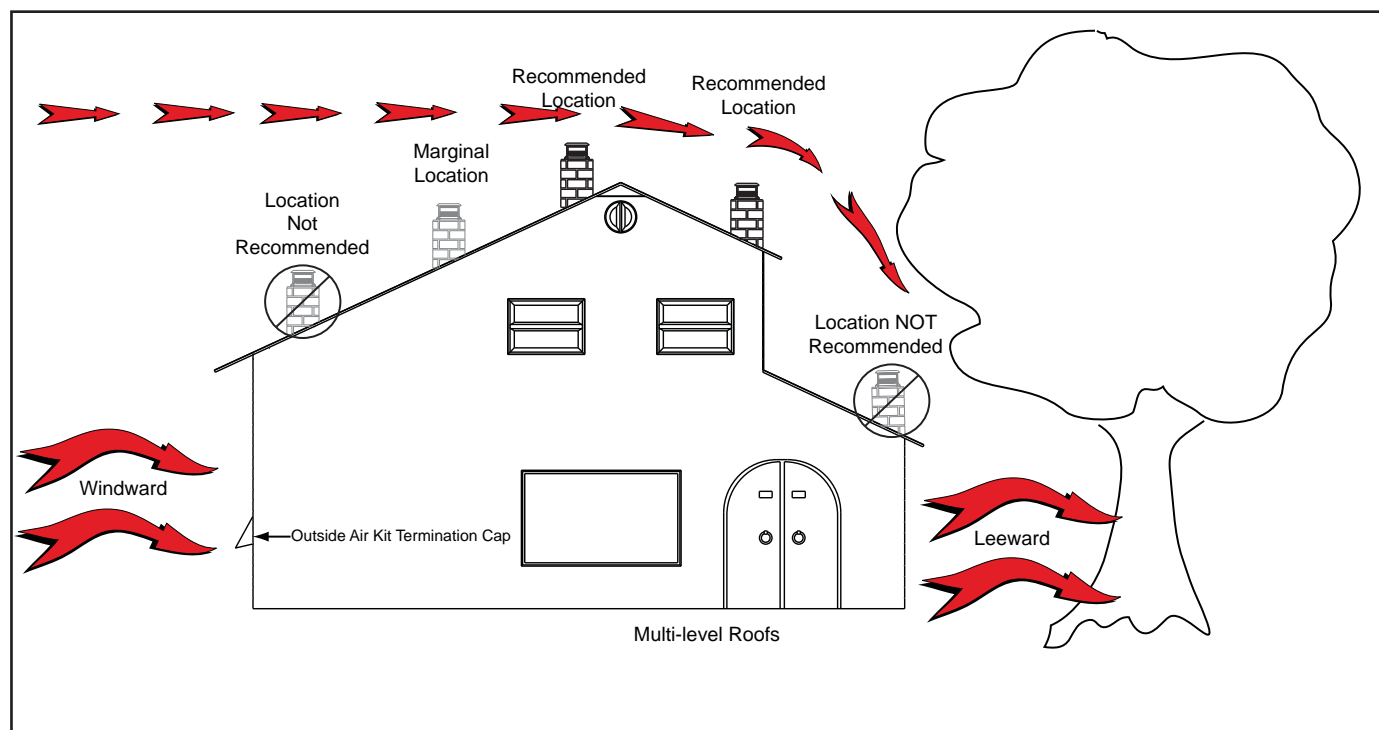 Recommended
Location
Recommended
Location
Marginal
Location
Location
Not
Recommended
Location NOT
Recommended
Windward
Outside Air Kit Termination Cap
Leeward
Multi-level Roofs